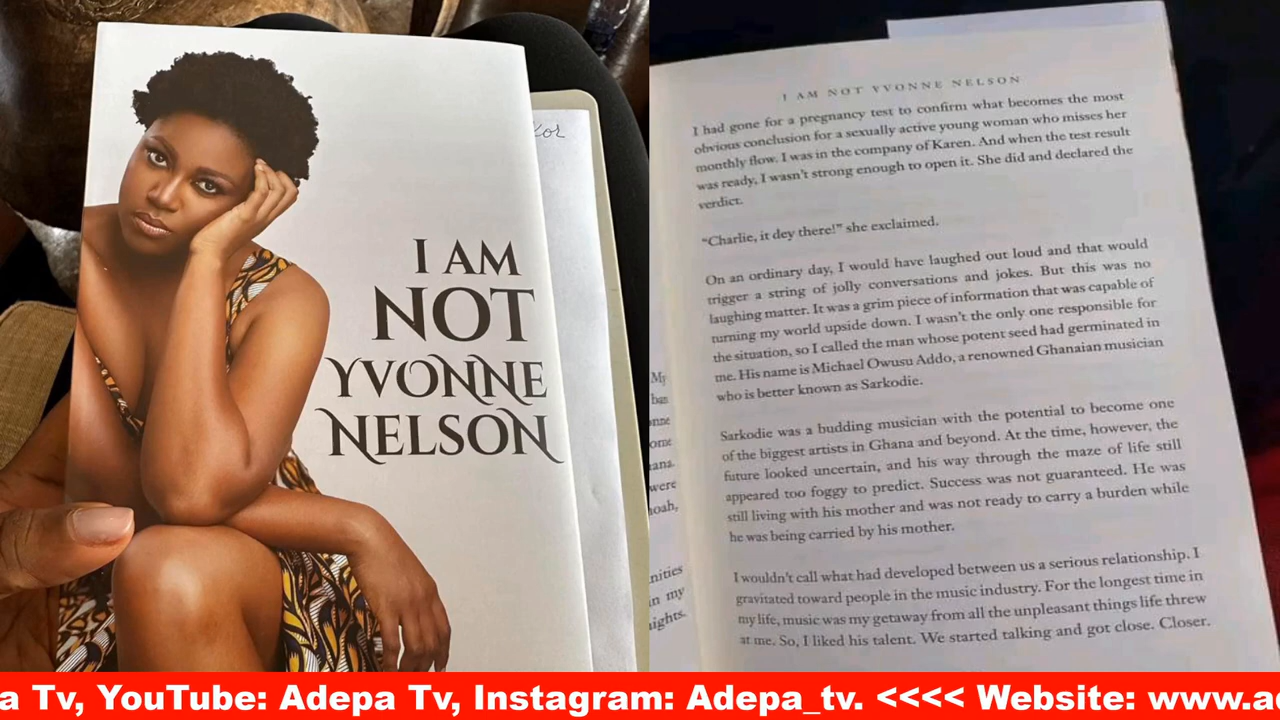 I AM
NOT
YVONNE
NELSON
I AM NOT YVONNE NELSON
I had gone for a pregnancy test to confirm what becomes the most
obvious conclusion for a sexually active young woman who misses her
monthly flow. I was in the company of Karen. And when the test result
was ready, I wasn't strong enough to open it. She did and declared the
verdict.
“Charlie, it dey there!” she exclaimed.
On an ordinary day, I would have laughed out loud and that would
trigger a string of jolly conversations and jokes. But this was no
laughing matter. It was a grim piece of information that was capable of
turning my world upside down. I wasn't the only one responsible for
the situation, so I called the man whose potent seed had germinated in
me. His name is Michael Owusu Addo, a renowned Ghanaian musician
who is better known as Sarkodie.
Sarkodie was a budding musician with the potential to become one
of the biggest artists in Ghana and beyond. At the time, however, the
future looked uncertain, and his way through the maze of life still
appeared too foggy to predict. Success was not guaranteed. He was
still living with his mother and was not ready to carry a burden while
he was being carried by his mother.
I wouldn't call what had developed between us a serious relationship. I
gravitated toward people in the music industry. For the longest time in
my life, music was my getaway from all the unpleasant things life threw
at me. So, I liked his talent. We started talking and got close. Closer.
My
were
nities
in my
ights.
a Tv, YouTube: Adepa Tv, Instagram: Adepa_tv. <<<< Website: www.ad